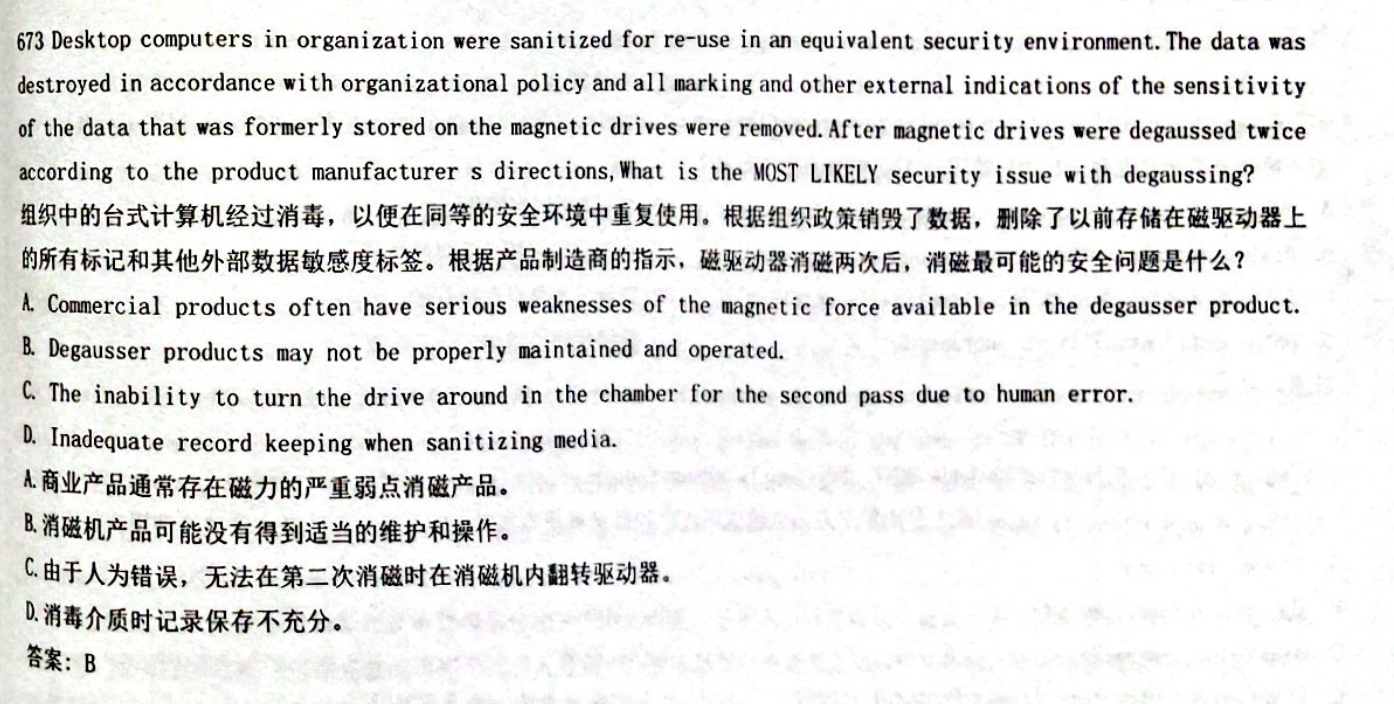 673 Desktop computers in organization were sanitized for re-use in an equivalent security environment. The data was
destroyed in accordance with organizational policy and all marking and other external indications of the sensitivity
of the data that was formerly stored on the magnetic drives were removed. After magnetic drives were degaussed twice
according to the product manufacturer s directions, What is the MOST LIKELY security issue with degaussing?
组织中的台式计算机经过消毒，以便在同等的安全环境中重复使用。根据组织政策销毁了数据，删除了以前存储在磁驱动器上
的所有标记和其他外部数据敏感度标签。根据产品制造商的指示，磁驱动器消磁两次后，消磁最可能的安全问题是什么？
A. Commercial products often have serious weaknesses of the magnetic force available in the degausser product.
B. Degausser products may not be properly maintained and operated.
C. The inability to turn the drive around in the chamber for the second pass due to human error.
D. Inadequate record keeping when sanitizing media.
A.商业产品通常存在磁力的严重弱点消磁产品。
B.消磁机产品可能没有得到适当的维护和操作。
C.由于人为错误，无法在第二次消磁时在消磁机内翻转驱动器。
D.消毒介质时记录保存不充分。
答案：B